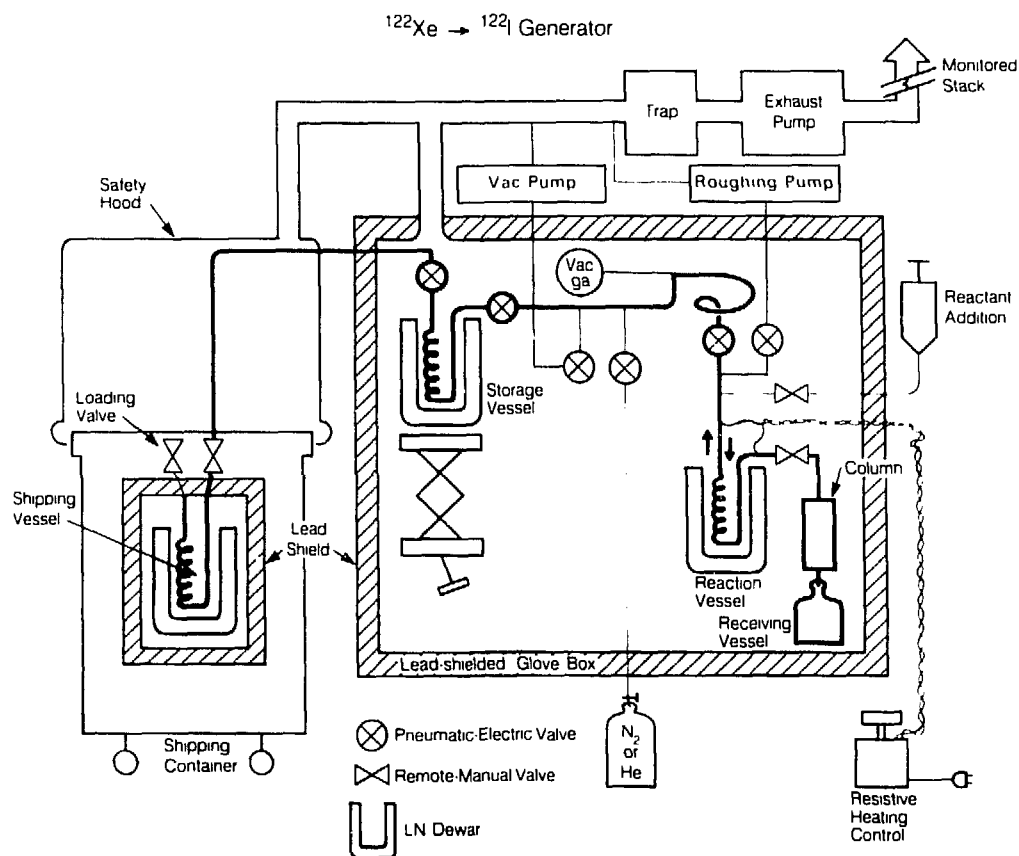 ¹²²Xe → ¹²²I Generator
Monitored
Stack
Trap
Exhaust
Pump
Vac Pump
Roughing Pump
Safety
Hood
Vac
ga
Reactant
Addition
Storage
Vessel
Loading
Valve
Column
Shipping
Vessel
Lead
Shield
Reaction
Vessel
Receiving
Vessel
Lead-shielded Glove Box
Shipping
Container
Pneumatic-Electric Valve
N₂
or
He
Remote-Manual Valve
Resistive
Heating
Control
LN Dewar